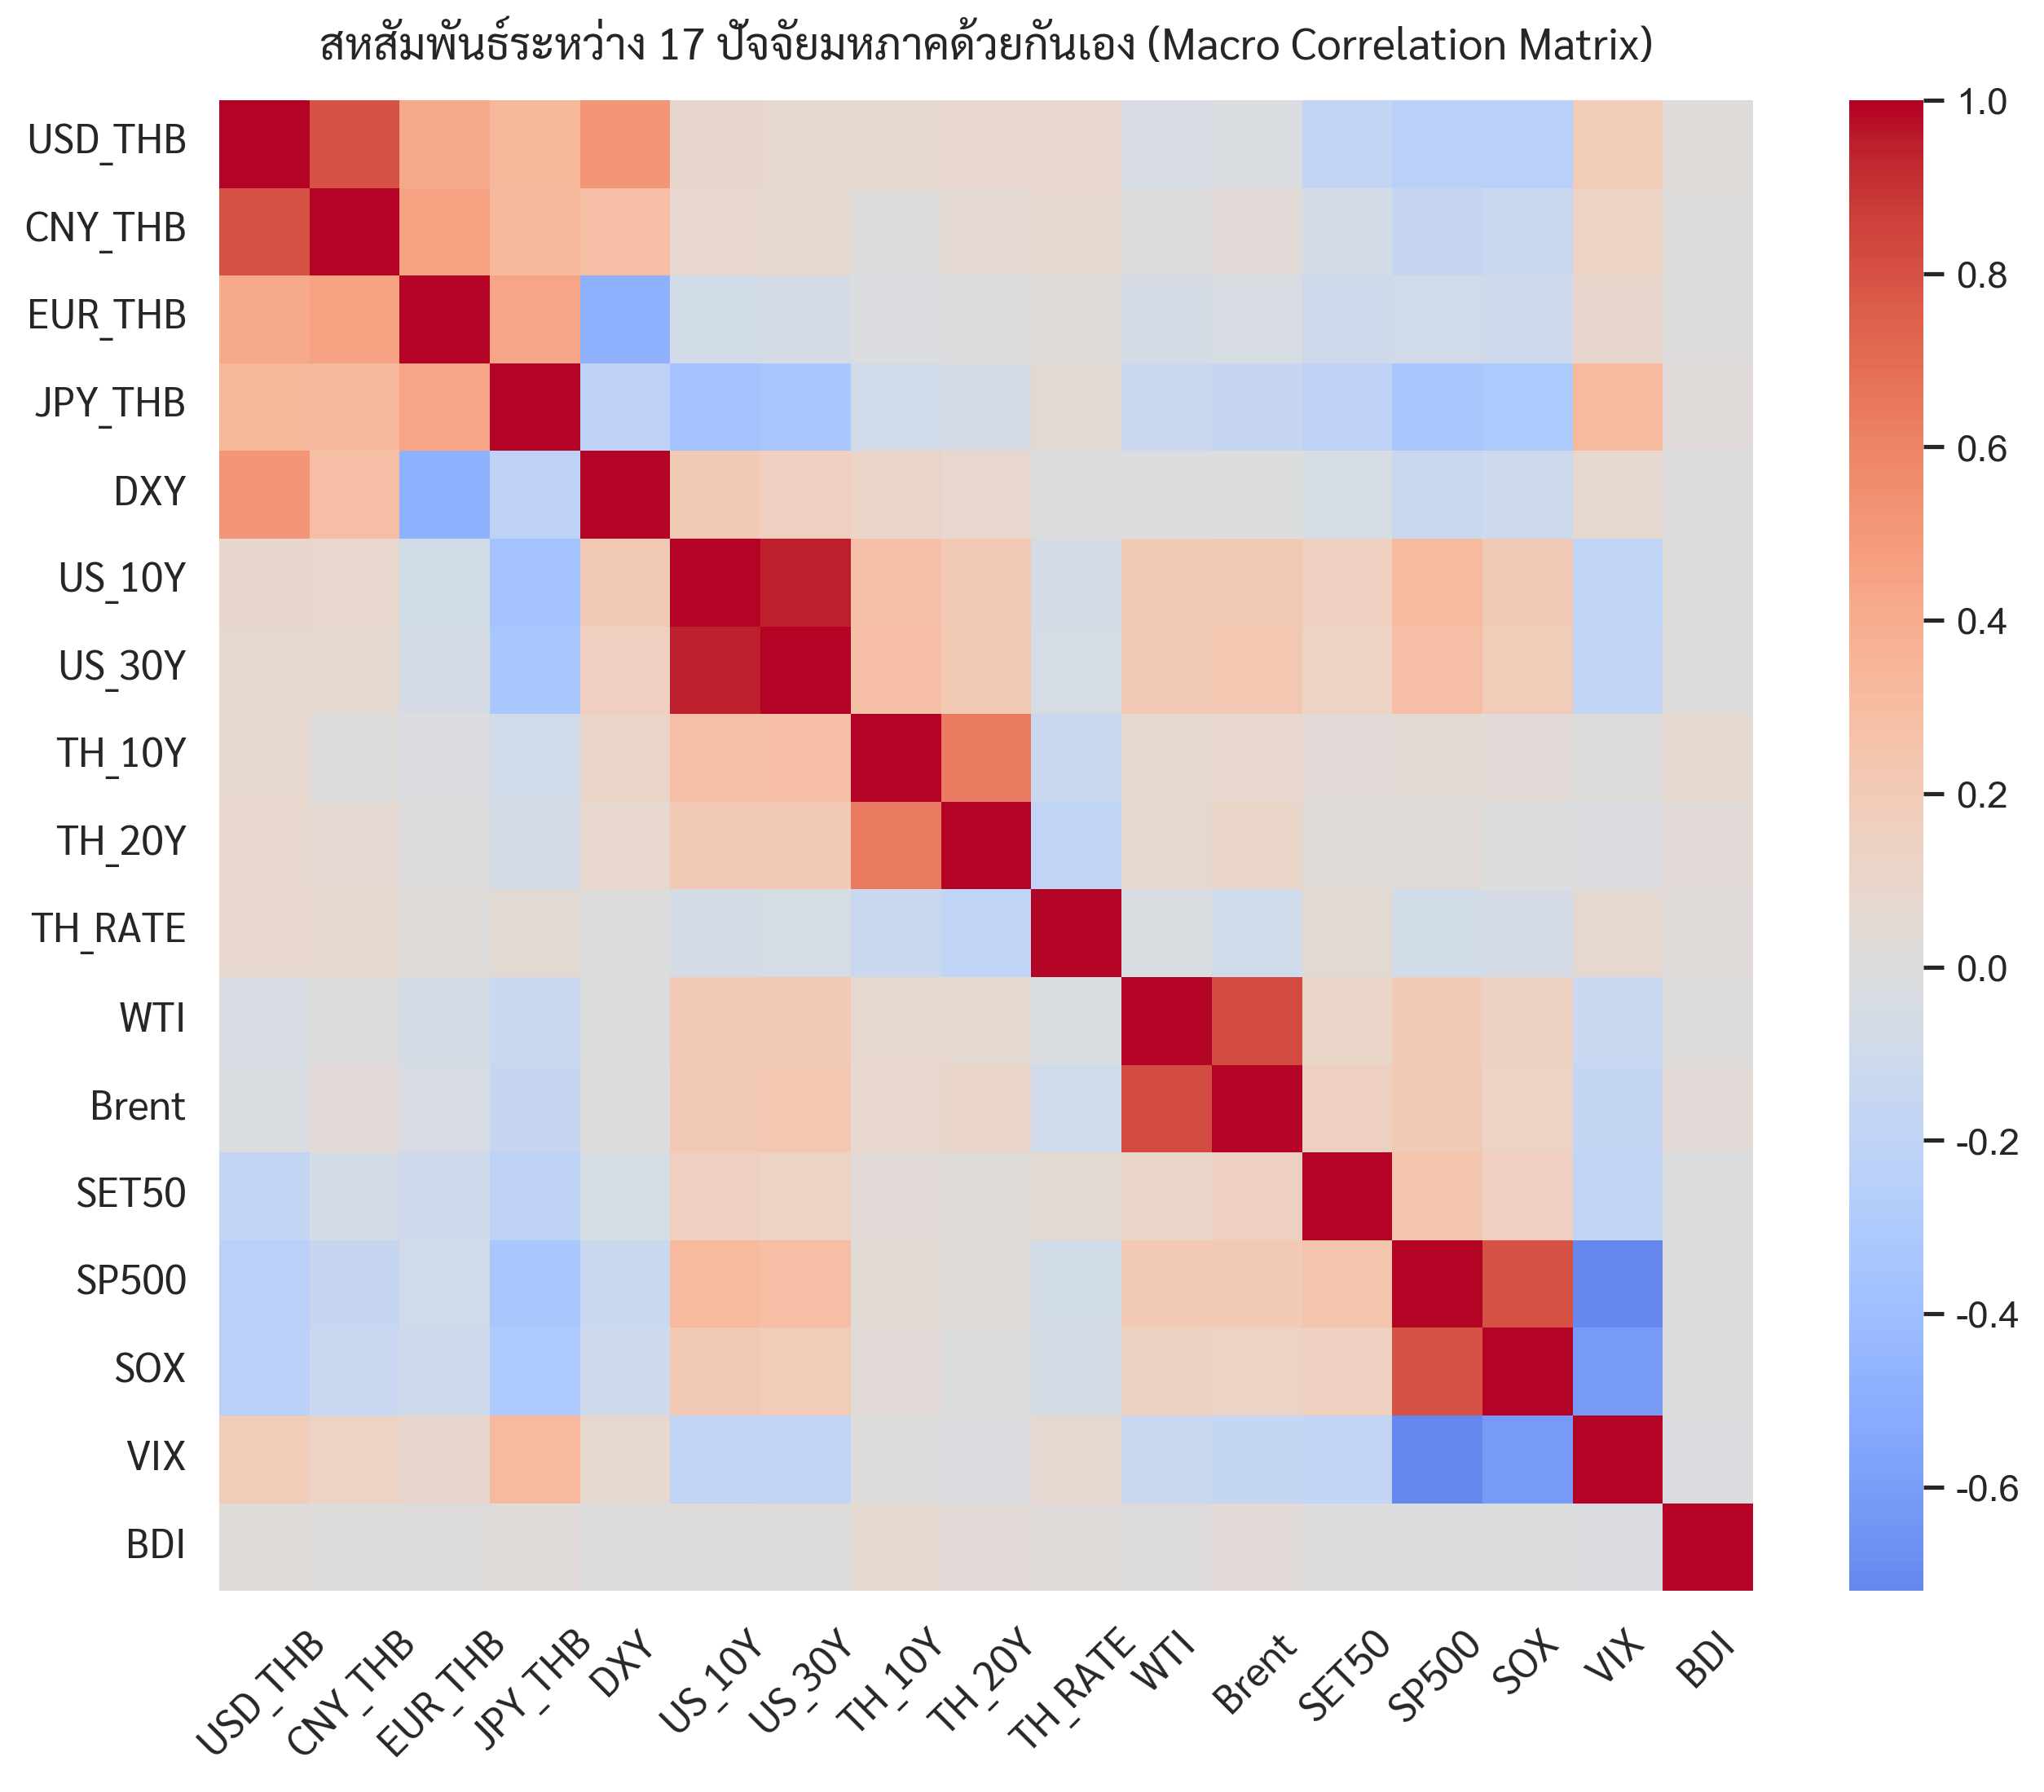 สหสัมพันธ์ระหว่าง 17 ปัจจัยมหภาคด้วยกันเอง (Macro Correlation Matrix)
USD_THB
CNY_THB
EUR_THB
JPY_THB
DXY
US_10Y
US_30Y
TH_10Y
TH_20Y
TH_RATE
WTI
Brent
SET50
SP500
SOX
VIX
BDI
USD_THB
CNY_THB
EUR_THB
JPY_THB
DXY
US_10Y
US_30Y
TH_10Y
TH_20Y
TH_RATE
WTI
Brent
SET50
SP500
SOX
VIX
BDI
1.0
0.8
0.6
0.4
0.2
0.0
-0.2
-0.4
-0.6